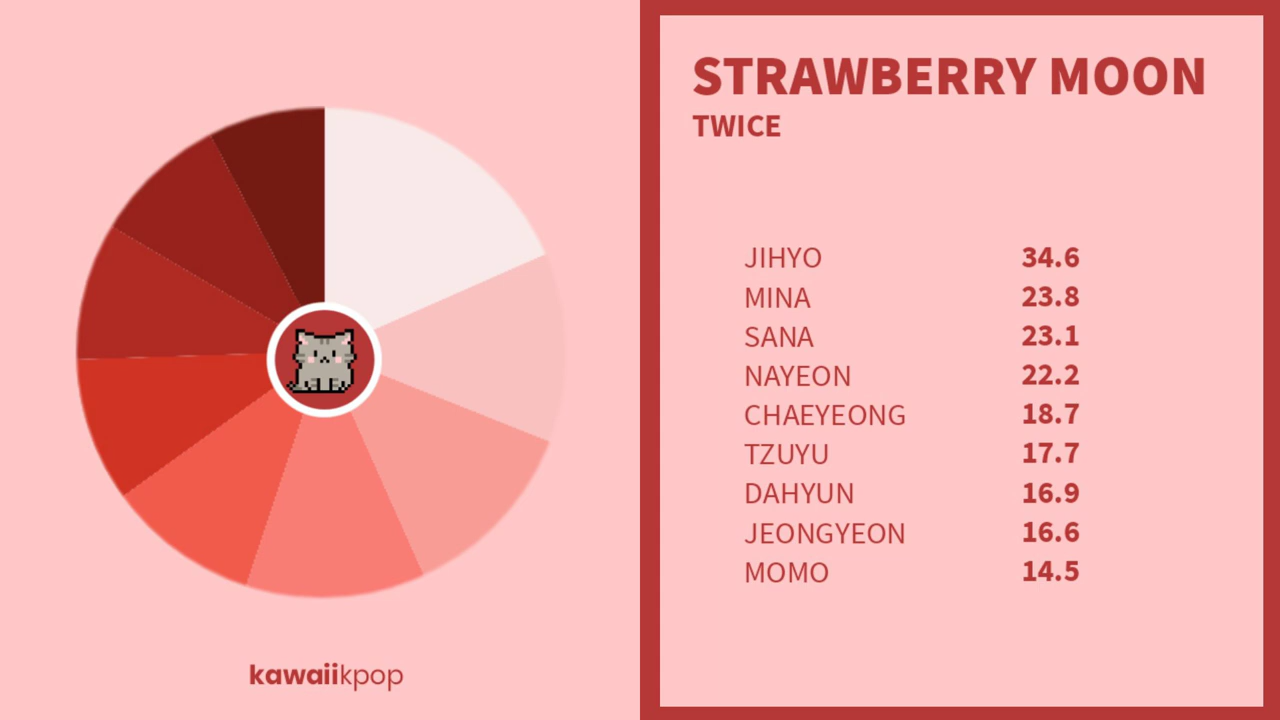 STRAWBERRY MOON
TWICE
JIHYO 34.6
MINA 23.8
SANA 23.1
NAYEON 22.2
CHAEYEONG 18.7
TZUYU 17.7
DAHYUN 16.9
JEONGYEON 16.6
MOMO 14.5
kawaiikpop